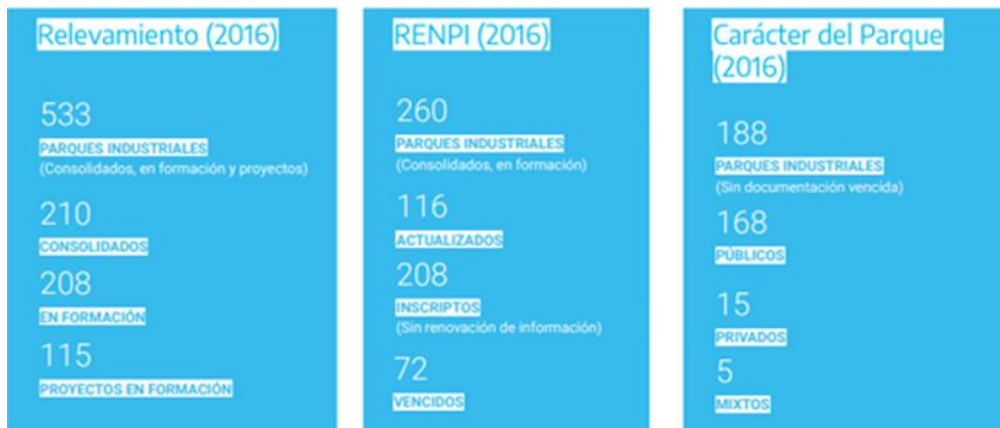 Relevamiento (2016)
533
PARQUES INDUSTRIALES
(Consolidados, en formación y proyectos)
210
CONSOLIDADOS
208
EN FORMACIÓN
115
PROYECTOS EN FORMACIÓN
RENPI (2016)
260
PARQUES INDUSTRIALES
(Consolidados, en formación)
116
ACTUALIZADOS
208
INSCRIPTOS
(Sin renovación de información)
72
VENCIDOS
Carácter del Parque
(2016)
188
PARQUES INDUSTRIALES
(Sin documentación vencida)
168
PÚBLICOS
15
PRIVADOS
5
MIXTOS